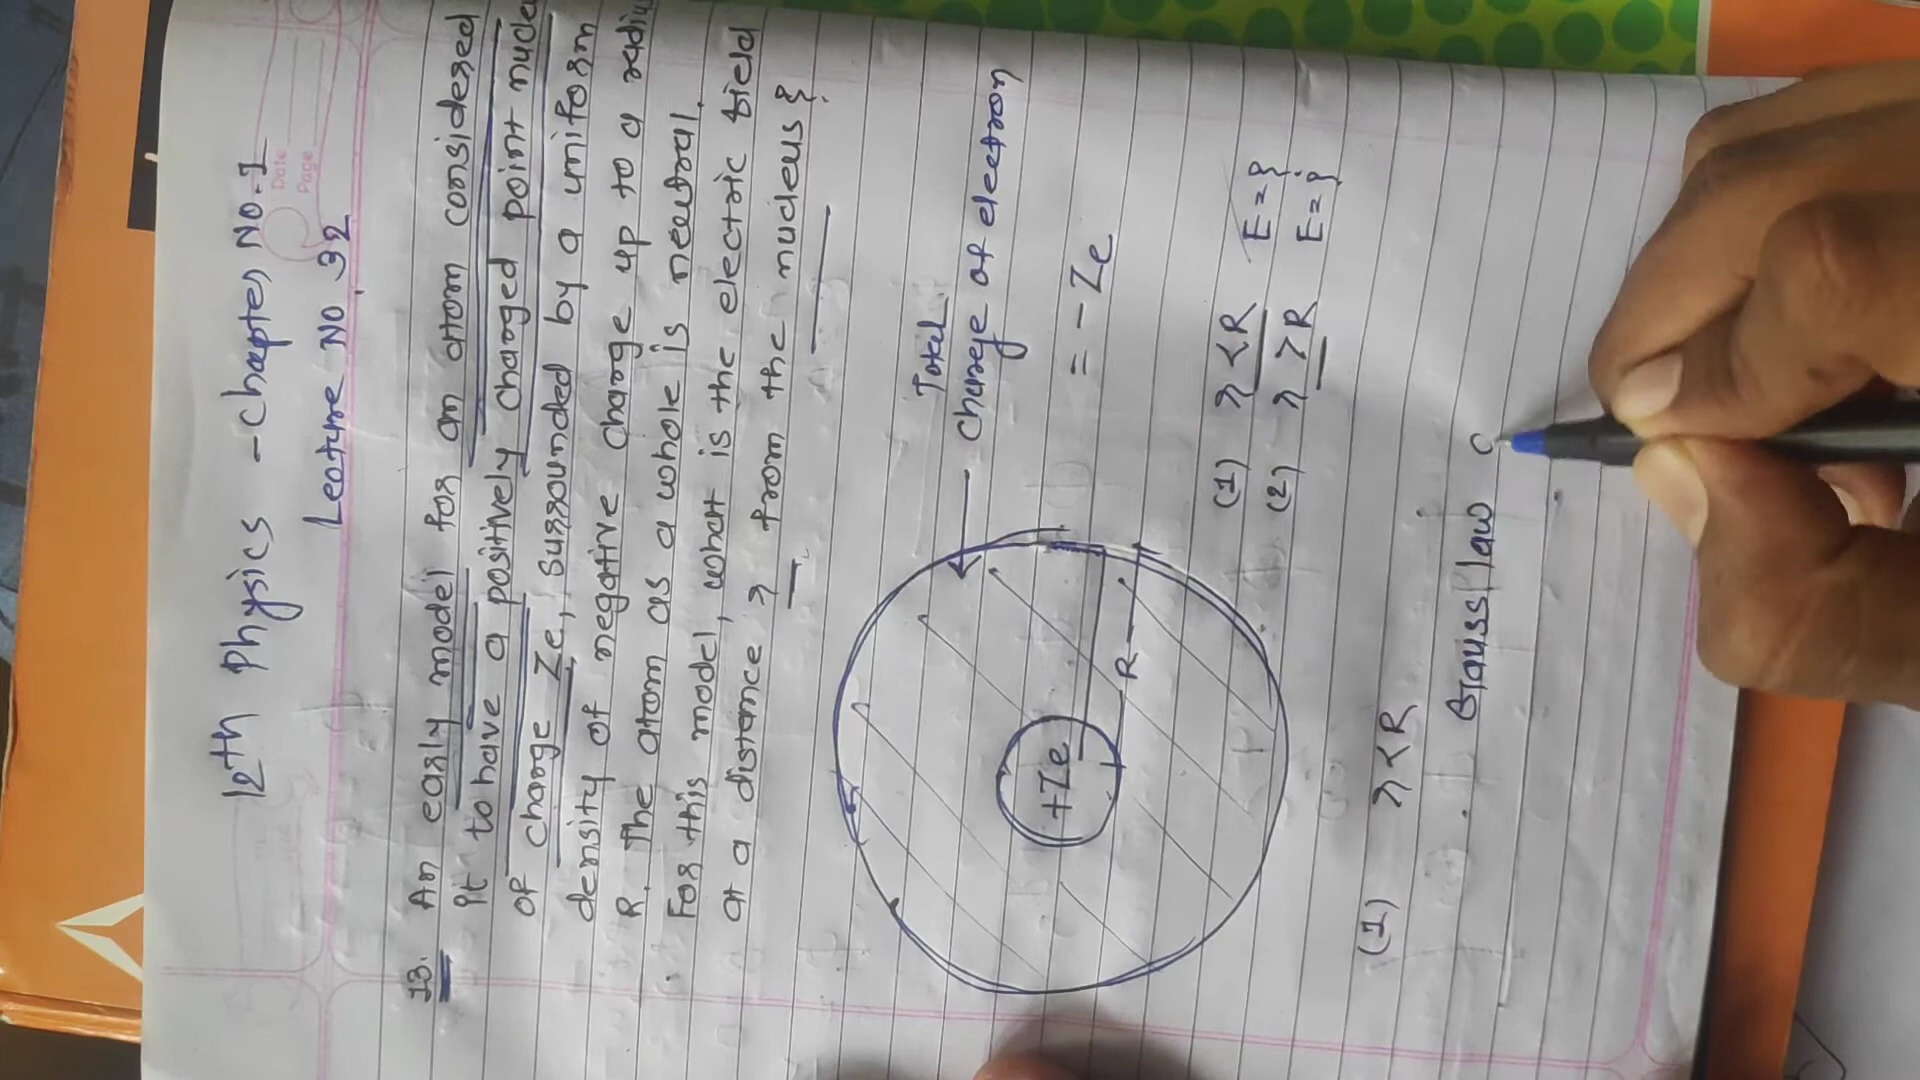 12th Physics - Chapter No-1
Date
Page
Lecture No 32
13. An early model for an atom considered
it to have a positively charged point nucle
of charge Ze, surrounded by a uniform
density of negative charge up to a radiu
R. The atom as a whole is neutral.
For this model, what is the electric field
at a distance r from the nucleus?
Total
charge of electron
= - Ze
+Ze
R
(1) r < R E = ?
(2) r > R E = ?
(1) r < R
Gauss law